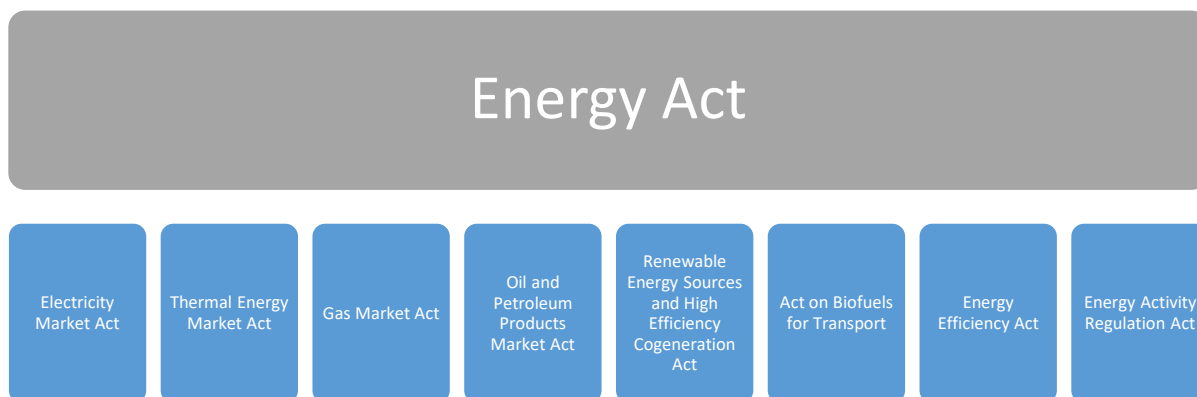 Energy Act
Electricity
Market Act
Thermal Energy
Market Act
Gas Market Act
Oil and
Petroleum
Products
Market Act
Renewable
Energy Sources
and High
Efficiency
Cogeneration
Act
Act on Biofuels
for Transport
Energy
Efficiency Act
Energy Activity
Regulation Act